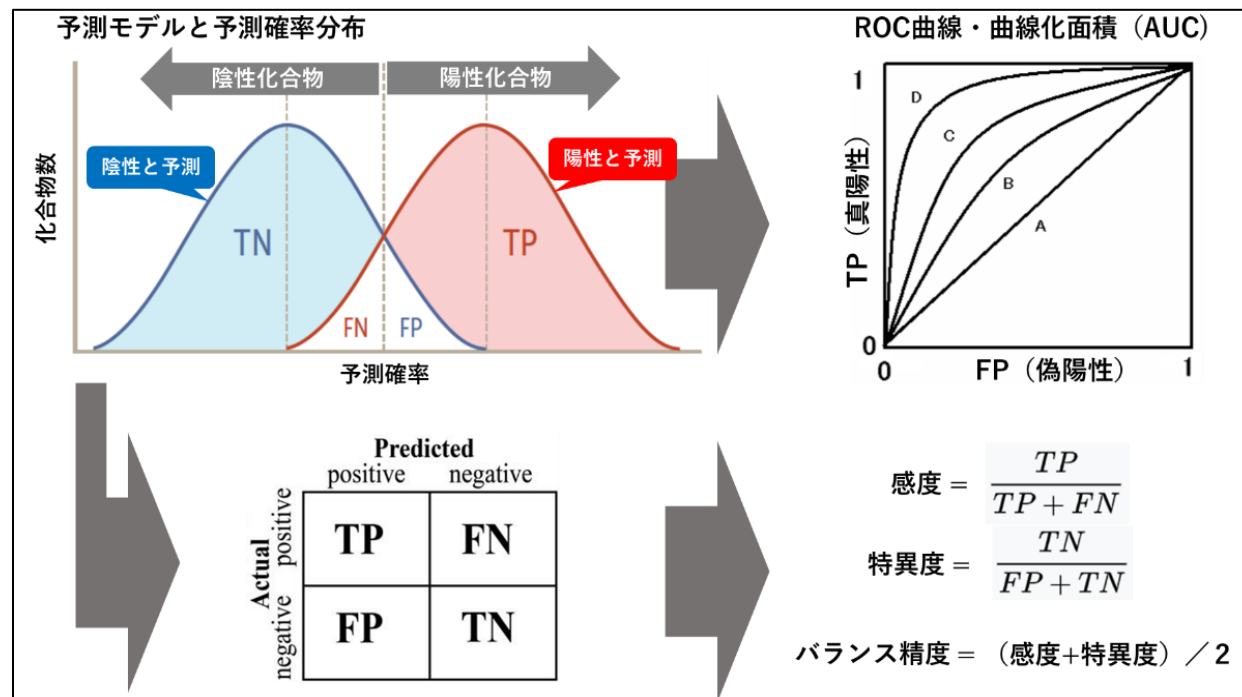 予測モデルと予測確率分布
陰性化合物
陽性化合物
陰性と予測
陽性と予測
化合物数
TN
TP
FN
FP
予測確率
ROC曲線・曲線化面積（AUC）
1
D
C
B
A
TP（真陽性）
0
0
FP（偽陽性）
1
Predicted
positive
negative
Actual
positive
negative
TP
FN
FP
TN
感度 = TP / TP + FN
特異度 = TN / FP + TN
バランス精度 = （感度+特異度）／2